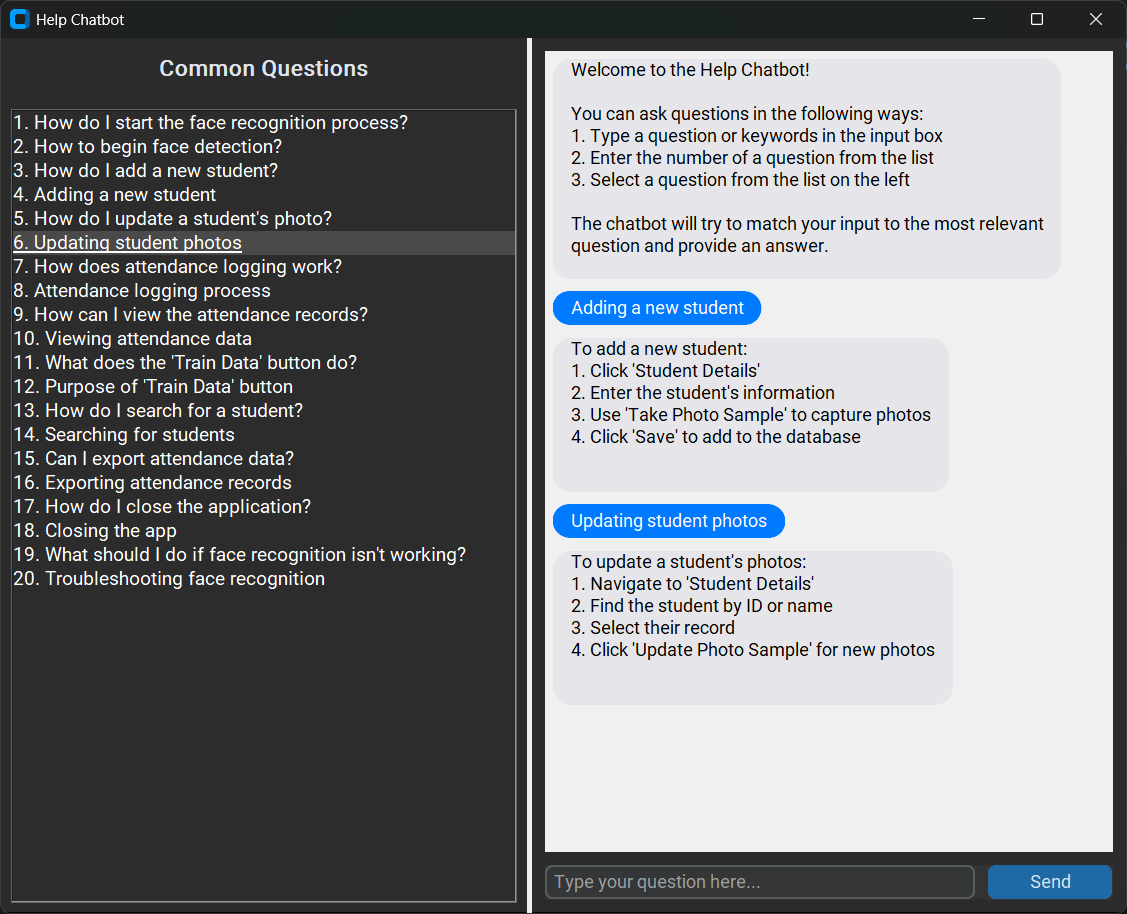 Help Chatbot
Common Questions
1. How do I start the face recognition process?
2. How to begin face detection?
3. How do I add a new student?
4. Adding a new student
5. How do I update a student's photo?
6. Updating student photos
7. How does attendance logging work?
8. Attendance logging process
9. How can I view the attendance records?
10. Viewing attendance data
11. What does the 'Train Data' button do?
12. Purpose of 'Train Data' button
13. How do I search for a student?
14. Searching for students
15. Can I export attendance data?
16. Exporting attendance records
17. How do I close the application?
18. Closing the app
19. What should I do if face recognition isn't working?
20. Troubleshooting face recognition
Welcome to the Help Chatbot!
You can ask questions in the following ways:
1. Type a question or keywords in the input box
2. Enter the number of a question from the list
3. Select a question from the list on the left
The chatbot will try to match your input to the most relevant
question and provide an answer.
Adding a new student
To add a new student:
1. Click 'Student Details'
2. Enter the student's information
3. Use 'Take Photo Sample' to capture photos
4. Click 'Save' to add to the database
Updating student photos
To update a student's photos:
1. Navigate to 'Student Details'
2. Find the student by ID or name
3. Select their record
4. Click 'Update Photo Sample' for new photos
Type your question here...
Send